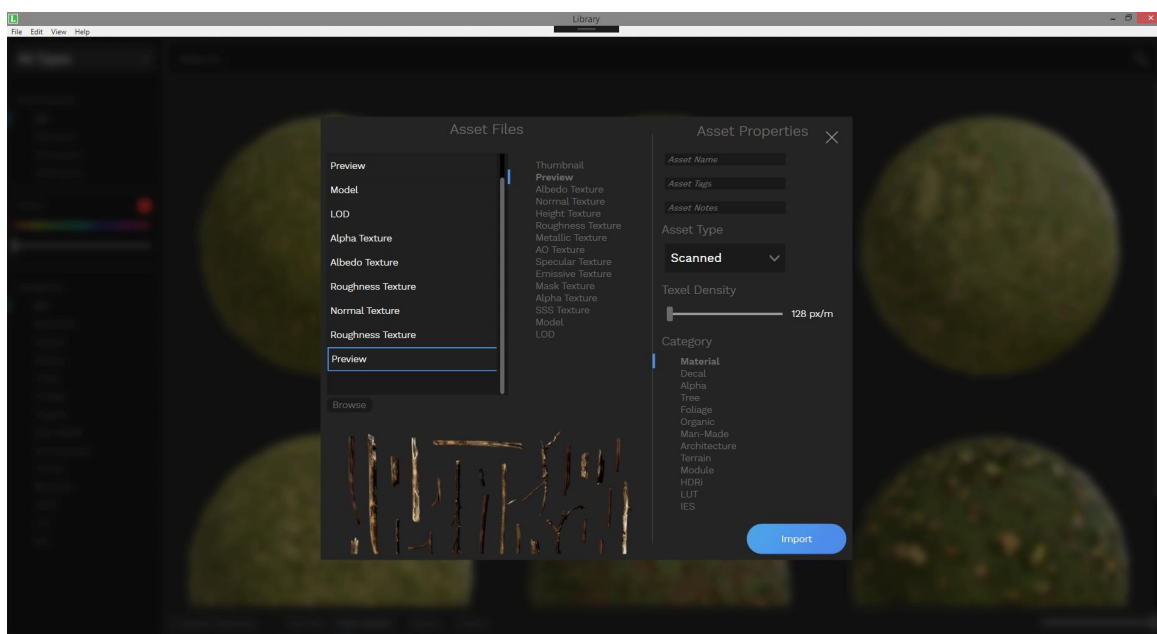 L
Library
File Edit View Help
Asset Files
Preview
Model
LOD
Alpha Texture
Albedo Texture
Roughness Texture
Normal Texture
Roughness Texture
Preview
Browse
Thumbnail
Preview
Albedo Texture
Normal Texture
Height Texture
Roughness Texture
Metallic Texture
AO Texture
Specular Texture
Emissive Texture
Mask Texture
Alpha Texture
SSS Texture
Model
LOD
Asset Properties
Asset Name
Asset Tags
Asset Notes
Asset Type
Scanned
Texel Density
128 px/m
Category
Material
Decal
Alpha
Tree
Foliage
Organic
Man-Made
Architecture
Terrain
Module
HDRi
LUT
IES
Import